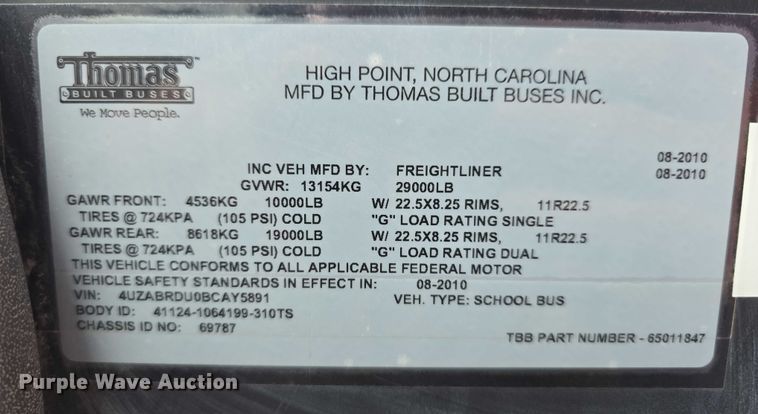 Thomas
BUILT BUSES
We Move People.
HIGH POINT, NORTH CAROLINA
MFD BY THOMAS BUILT BUSES INC.
08-2010
INC VEH MFD BY: FREIGHTLINER 08-2010
GVWR: 13154KG 29000LB
GAWR FRONT: 4536KG 10000LB W/ 22.5X8.25 RIMS, 11R22.5
TIRES @ 724KPA (105 PSI) COLD "G" LOAD RATING SINGLE
GAWR REAR: 8618KG 19000LB W/ 22.5X8.25 RIMS, 11R22.5
TIRES @ 724KPA (105 PSI) COLD "G" LOAD RATING DUAL
THIS VEHICLE CONFORMS TO ALL APPLICABLE FEDERAL MOTOR
VEHICLE SAFETY STANDARDS IN EFFECT IN: 08-2010
VIN: 4UZABRDU0BCAY5891 VEH. TYPE: SCHOOL BUS
BODY ID: 41124-1064199-310TS
CHASSIS ID NO: 69787 TBB PART NUMBER - 65011847
Purple Wave Auction